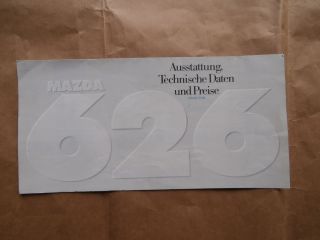 MAZDA
626
Ausstattung,
Technische Daten
und Preise